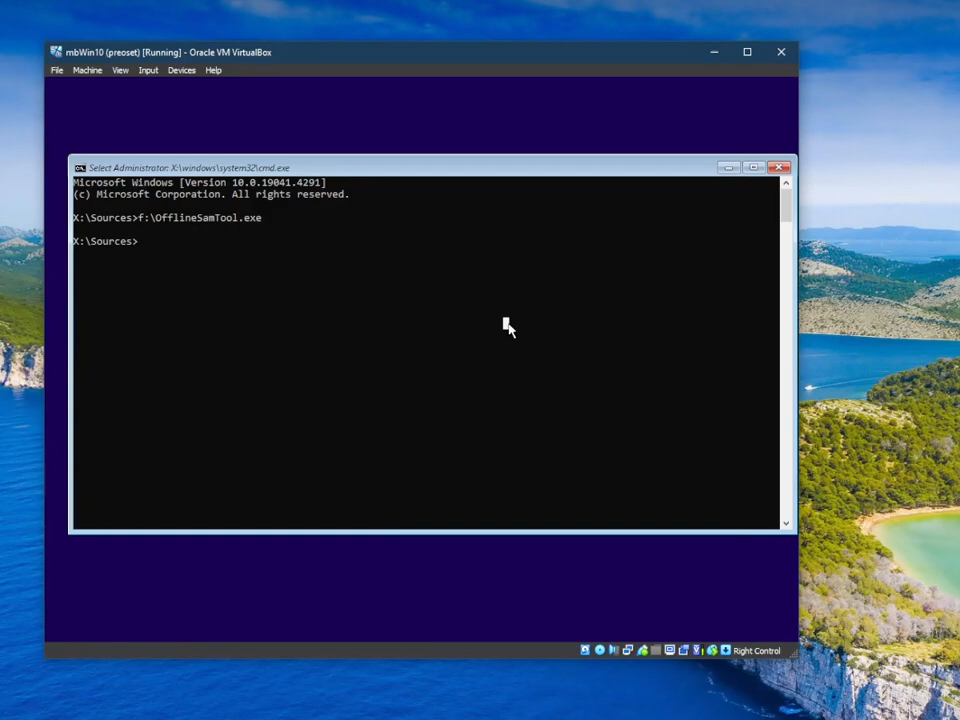 mbWin10 (preoset) [Running] - Oracle VM VirtualBox
File Machine View Input Devices Help
Select Administrator: X:\windows\system32\cmd.exe
Microsoft Windows [Version 10.0.19041.4291]
(c) Microsoft Corporation. All rights reserved.
X:\Sources>f:\OfflineSamTool.exe
X:\Sources>
Right Control